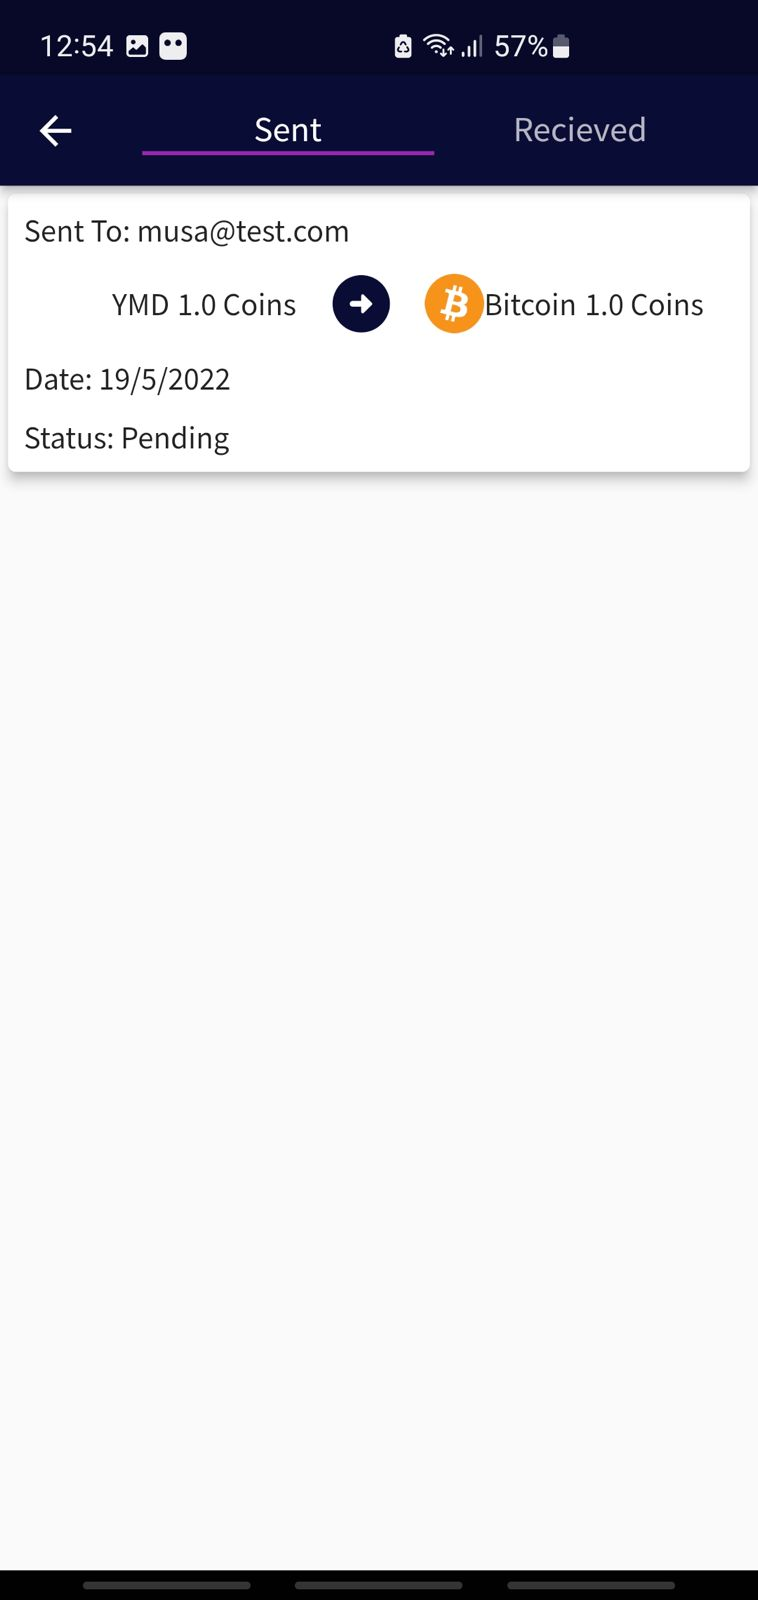 12:54 57%
Sent Recieved
Sent To: musa@test.com
YMD 1.0 Coins Bitcoin 1.0 Coins
Date: 19/5/2022
Status: Pending